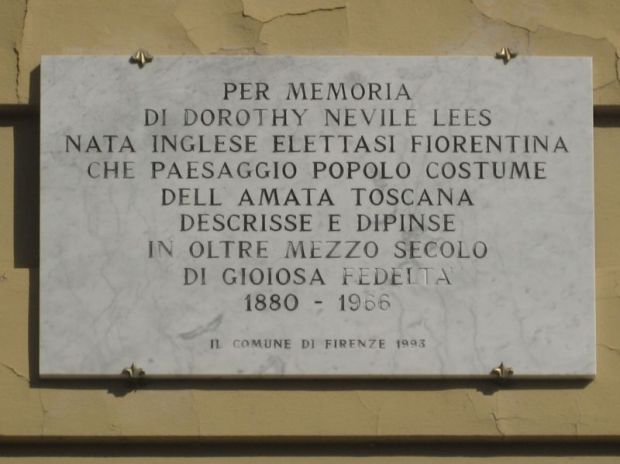 PER MEMORIA
DI DOROTHY NEVILE LEES
NATA INGLESE ELETTASI FIORENTINA
CHE PAESAGGIO POPOLO COSTUME
DELL'AMATA TOSCANA
DESCRISSE E DIPINSE
IN OLTRE MEZZO SECOLO
DI GIOIOSA FEDELTA'
1880 - 1966
IL COMUNE DI FIRENZE 1993